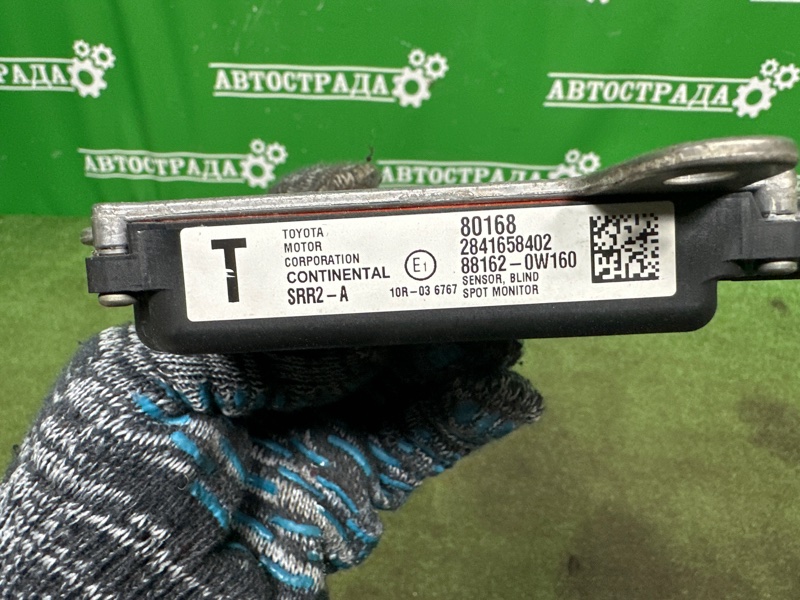 АВТОСТРАДА
АВТОСТРАДА
АВТОСТРАДА
АВТОСТРАДА
АВТОСТРАДА
T
TOYOTA
MOTOR
CORPORATION
CONTINENTAL
SRR2-A
E1
10R-03 6767
80168
2841658402
88162-0W160
SENSOR, BLIND
SPOT MONITOR